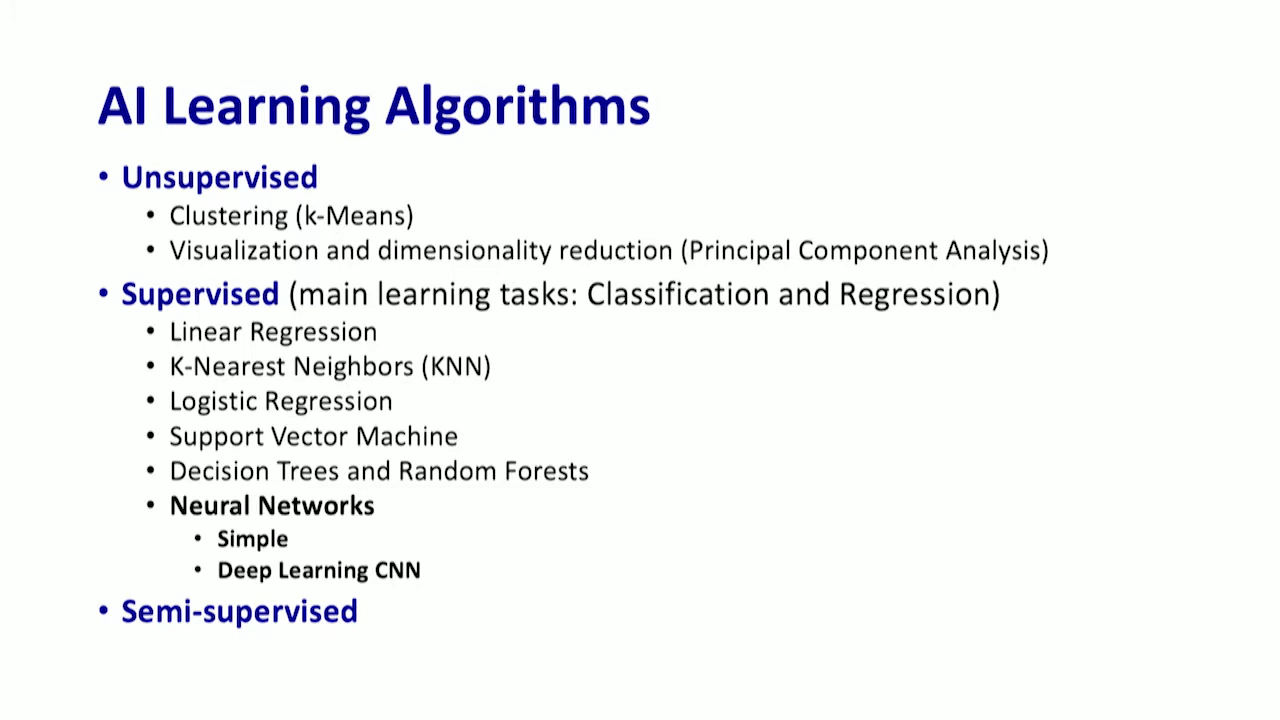 AI Learning Algorithms
• Unsupervised
• Clustering (k-Means)
• Visualization and dimensionality reduction (Principal Component Analysis)
• Supervised (main learning tasks: Classification and Regression)
• Linear Regression
• K-Nearest Neighbors (KNN)
• Logistic Regression
• Support Vector Machine
• Decision Trees and Random Forests
• Neural Networks
• Simple
• Deep Learning CNN
• Semi-supervised